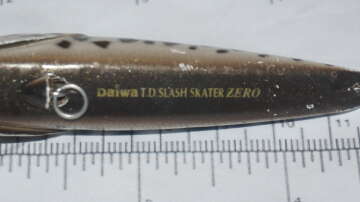 Daiwa T.D SLASH SKATER ZERO
10 11